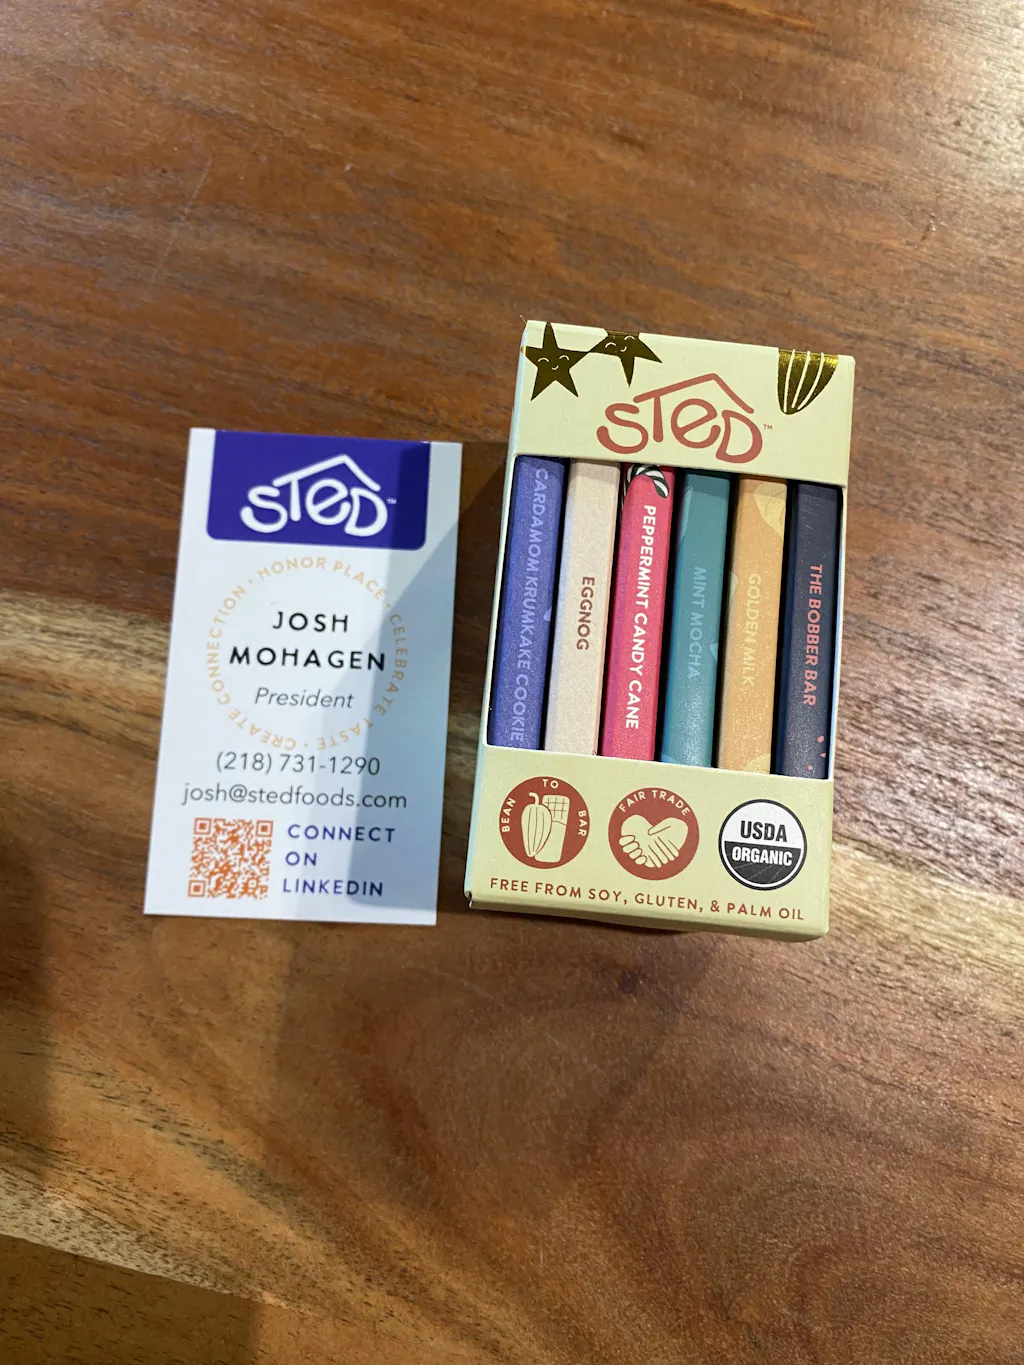 STED™
HONOR PLACE • CELEBRATE TASTE • CREATE CONNECTION •
JOSH
MOHAGEN
President
(218) 731-1290
josh@stedfoods.com
CONNECT
ON
LINKEDIN
STED™
CARDAMOM KRUMKAKE COOKIE
EGGNOG
PEPPERMINT CANDY CANE
MINT MOCHA
GOLDEN MILK
THE BOBBER BAR
BEAN TO BAR
FAIR TRADE
USDA
ORGANIC
FREE FROM SOY, GLUTEN, & PALM OIL